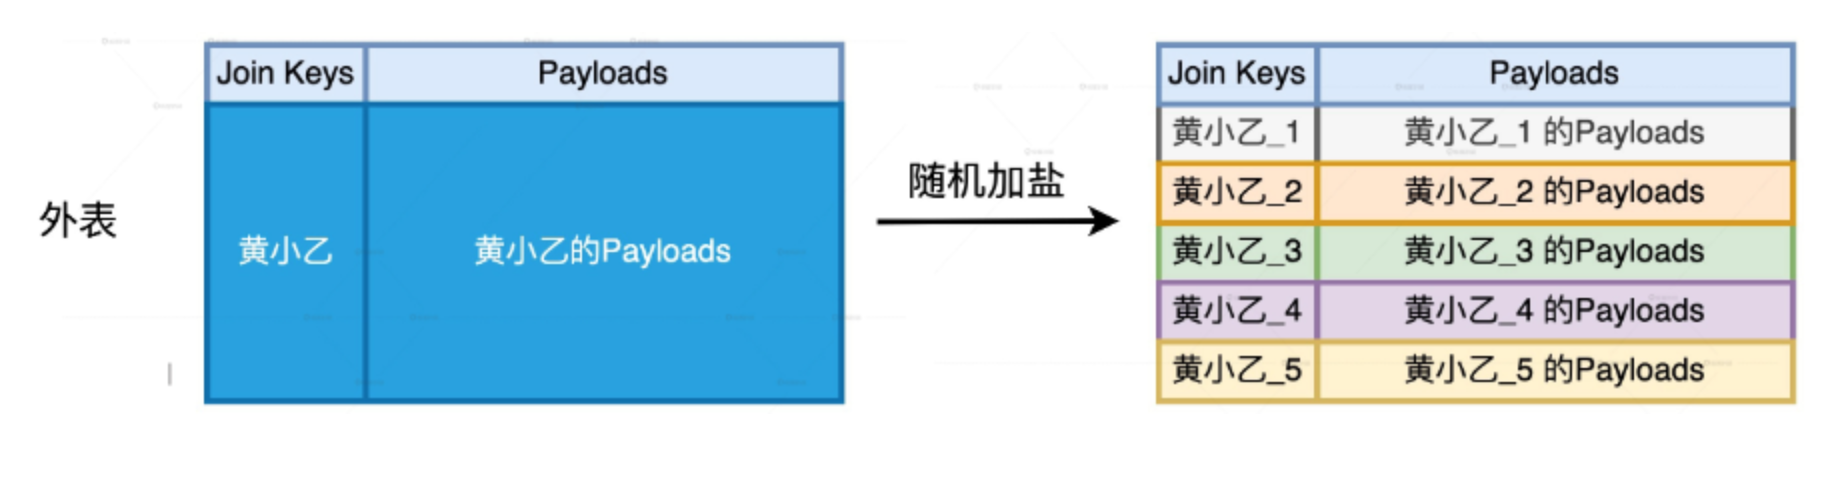 外表
Join Keys Payloads
黄小乙 黄小乙的Payloads
随机加盐
Join Keys Payloads
黄小乙_1 黄小乙_1 的Payloads
黄小乙_2 黄小乙_2 的Payloads
黄小乙_3 黄小乙_3 的Payloads
黄小乙_4 黄小乙_4 的Payloads
黄小乙_5 黄小乙_5 的Payloads